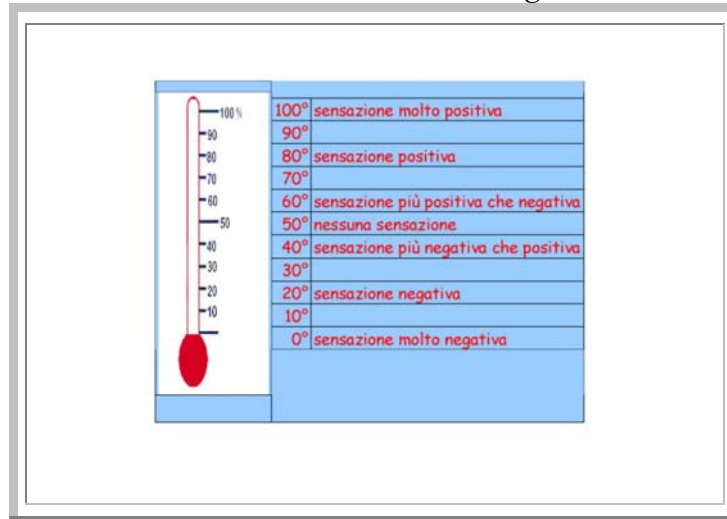 100 %
90
80
70
60
50
40
30
20
10
100° sensazione molto positiva
90°
80° sensazione positiva
70°
60° sensazione più positiva che negativa
50° nessuna sensazione
40° sensazione più negativa che positiva
30°
20° sensazione negativa
10°
0° sensazione molto negativa